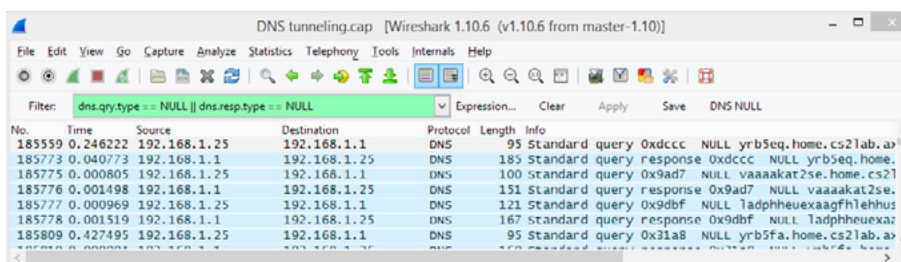 DNS tunneling.cap [Wireshark 1.10.6 (v1.10.6 from master-1.10)]
File Edit View Go Capture Analyze Statistics Telephony Tools Internals Help
Filter: dns.qry.type == NULL || dns.resp.type == NULL Expression... Clear Apply Save DNS NULL
No. Time Source Destination Protocol Length Info
185559 0.246222 192.168.1.25 192.168.1.1 DNS 95 Standard query 0xdccc NULL yrb5eq.home.cs2lab.ax
185773 0.040773 192.168.1.1 192.168.1.25 DNS 185 Standard query response 0xdccc NULL yrb5eq.home.
185775 0.000805 192.168.1.25 192.168.1.1 DNS 100 Standard query 0x9ad7 NULL vaaaakat2se.home.cs2l
185776 0.001498 192.168.1.1 192.168.1.25 DNS 151 Standard query response 0x9ad7 NULL vaaaakat2se.
185777 0.000969 192.168.1.25 192.168.1.1 DNS 121 Standard query 0x9dbf NULL ladphheuexaagfhlehhus
185778 0.001519 192.168.1.1 192.168.1.25 DNS 167 Standard query response 0x9dbf NULL ladphheuexaa
185809 0.427495 192.168.1.25 192.168.1.1 DNS 95 Standard query 0x31a8 NULL yrb5fa.home.cs2lab.ax